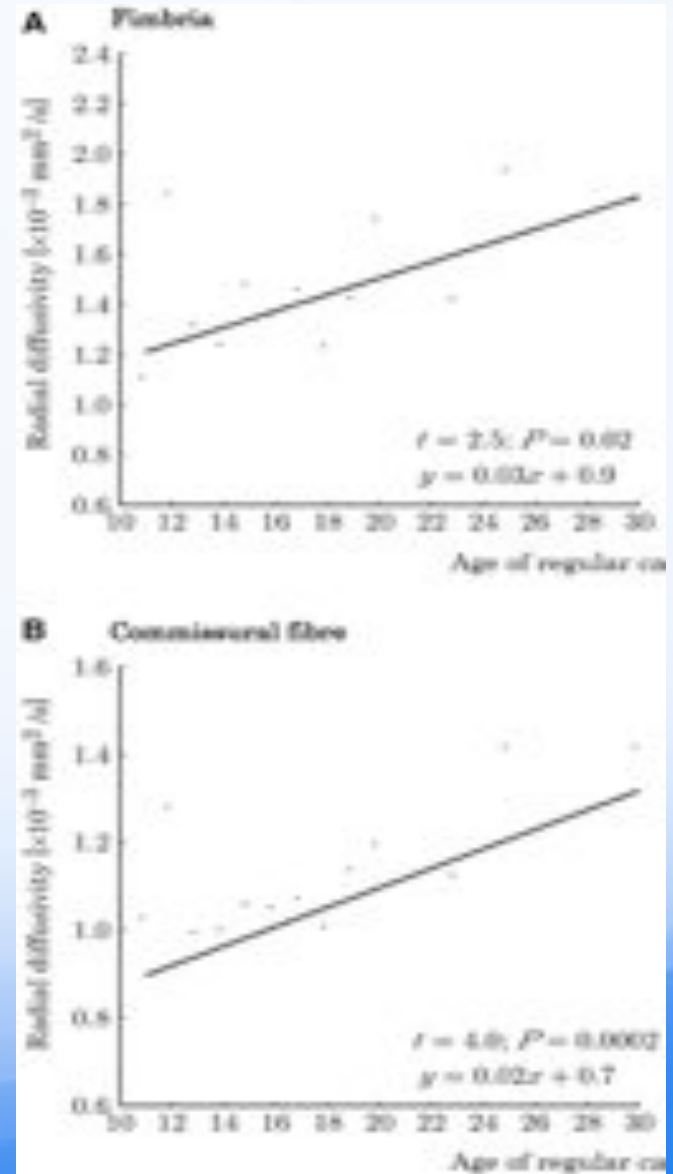 A Fimbria
Radial diffusivity [×10⁻³ mm²/s]
2.4
2.2
2.0
1.8
1.6
1.4
1.2
1.0
0.8
0.6
10 12 14 16 18 20 22 24 26 28 30
t = 2.5; P = 0.02
y = 0.03x + 0.9
Age of regular ca
B Commissural fibre
Radial diffusivity [×10⁻³ mm²/s]
1.6
1.4
1.2
1.0
0.8
0.6
10 12 14 16 18 20 22 24 26 28 30
t = 4.0; P = 0.0002
y = 0.02x + 0.7
Age of regular ca